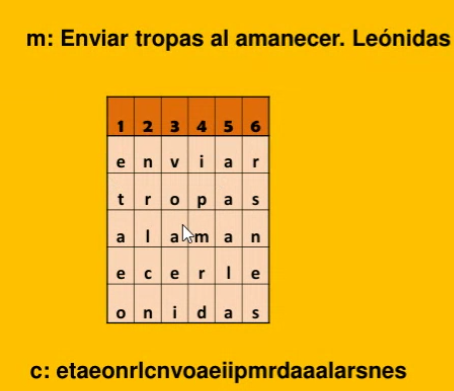 m: Enviar tropas al amanecer. Leónidas
1 2 3 4 5 6
e n v i a r
t r o p a s
a l a m a n
e c e r l e
o n i d a s
c: etaeonrlcnvoaeiipmrdaaalarsnes